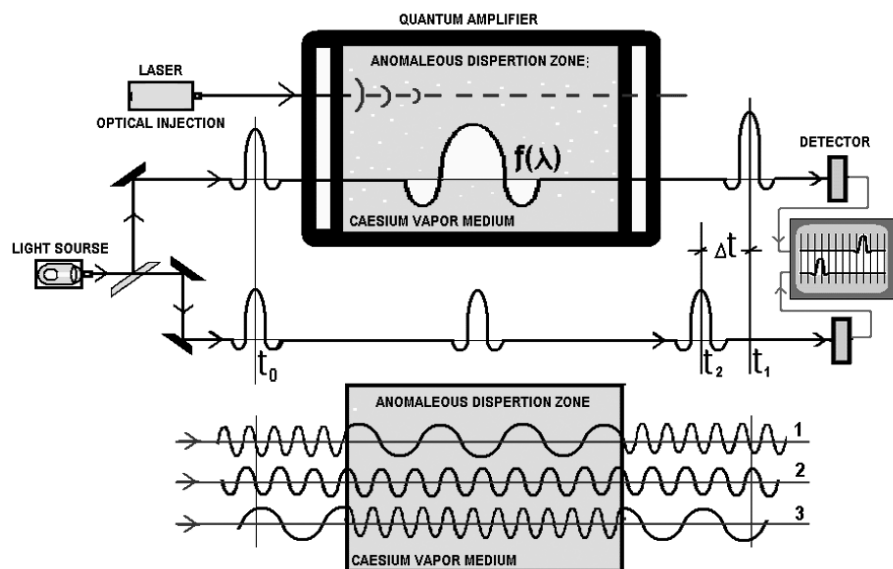 QUANTUM AMPLIFIER
ANOMALEOUS DISPERTION ZONE:
LASER
OPTICAL INJECTION
f(λ)
DETECTOR
CAESIUM VAPOR MEDIUM
LIGHT SOURSE
Δt
t₀
t₂
t₁
ANOMALEOUS DISPERTION ZONE
1
2
3
CAESIUM VAPOR MEDIUM